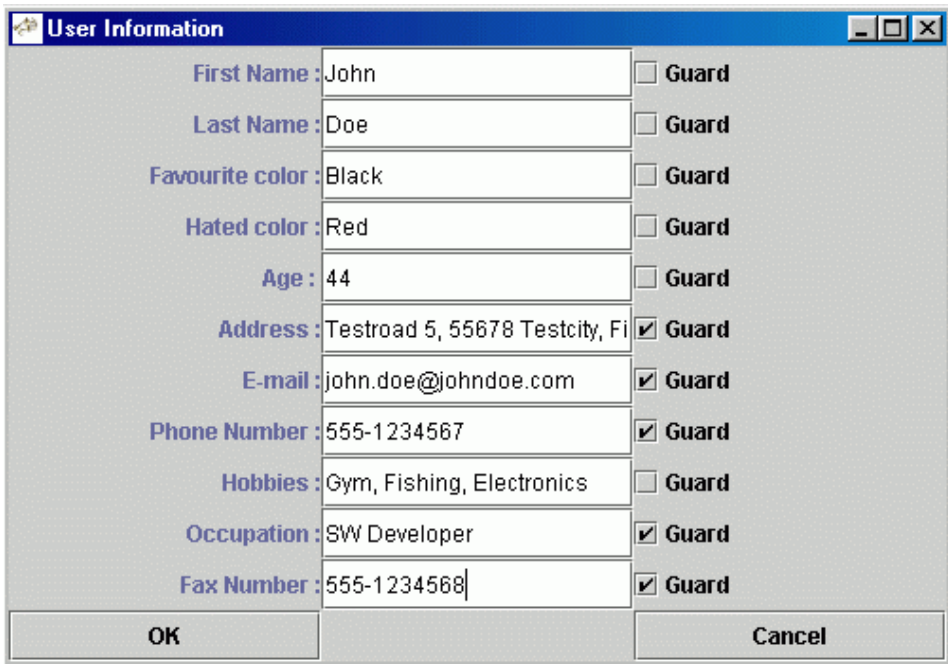 User Information
First Name : John Guard
Last Name : Doe Guard
Favourite color : Black Guard
Hated color : Red Guard
Age : 44 Guard
Address : Testroad 5, 55678 Testcity, Fi Guard
E-mail : john.doe@johndoe.com Guard
Phone Number : 555-1234567 Guard
Hobbies : Gym, Fishing, Electronics Guard
Occupation : SW Developer Guard
Fax Number : 555-1234568 Guard
OK Cancel